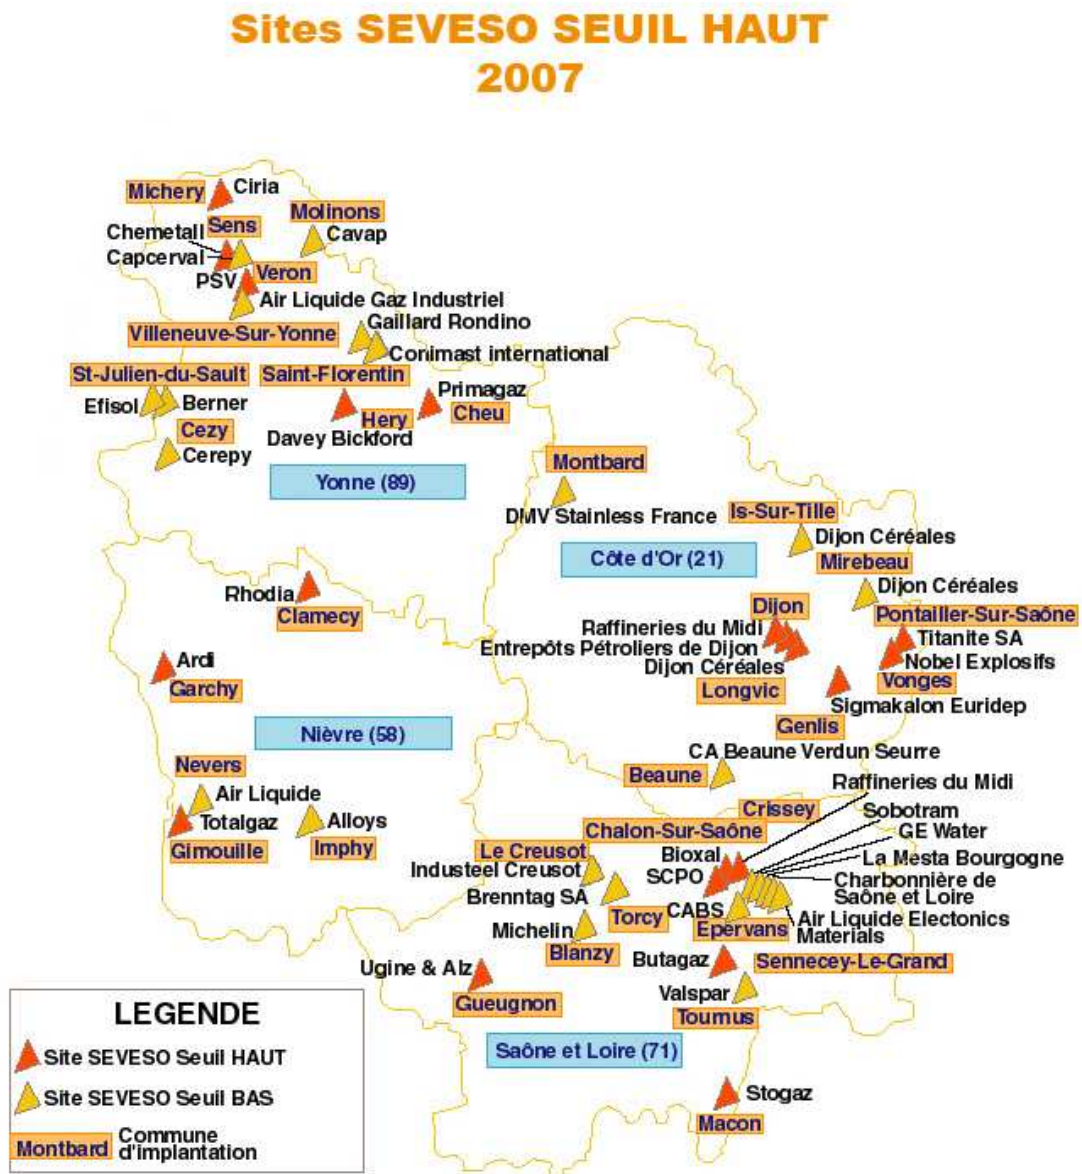 Sites SEVESO SEUIL HAUT
2007
Michery
Ciria
Sens
Molinons
Chemetall
Cavap
Capcerval
PSV
Veron
Air Liquide Gaz Industriel
Villeneuve-Sur-Yonne
Gaillard Rondino
Conimast international
St-Julien-du-Sault
Saint-Florentin
Efisol
Berner
Primagaz
Hery
Cheu
Cezy
Davey Bickford
Cerepy
Yonne (89)
Montbard
DMV Stainless France
Is-Sur-Tille
Dijon Céréales
Côte d'Or (21)
Mirebeau
Rhodia
Clamecy
Dijon Céréales
Dijon
Pontailler-Sur-Saône
Raffineries du Midi
Titanite SA
Entrepôts Pétroliers de Dijon
Nobel Explosifs
Dijon Céréales
Ardi
Garchy
Longvic
Vonges
Sigmakalon Euridep
Genlis
Nièvre (58)
CA Beaune Verdun Seurre
Nevers
Beaune
Raffineries du Midi
Air Liquide
Crissey
Sobotram
Totalgaz
Alloys
Chalon-Sur-Saône
GE Water
Gimouille
Imphy
Le Creusot
Bioxal
La Mesta Bourgogne
Industeel Creusot
SCPO
Charbonnière de
Saône et Loire
Brenntag SA
CABS
Torcy
Air Liquide Electonics
Materials
Michelin
Epervans
Blanzy
Butagaz
Sennecey-Le-Grand
Ugine & Alz
Gueugnon
Valspar
Tournus
Saône et Loire (71)
Stogaz
Macon
LEGENDE
Site SEVESO Seuil HAUT
Site SEVESO Seuil BAS
Montbard
Commune
d'implantation